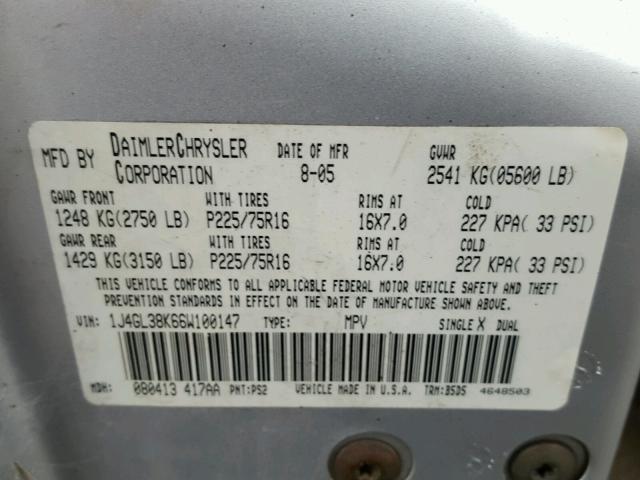 MFD BY DAIMLERCHRYSLER CORPORATION DATE OF MFR 8-05 GVWR 2541 KG(05600 LB)
GAWR FRONT WITH TIRES RIMS AT COLD
1248 KG(2750 LB) P225/75R16 16X7.0 227 KPA( 33 PSI)
GAWR REAR WITH TIRES RIMS AT COLD
1429 KG(3150 LB) P225/75R16 16X7.0 227 KPA( 33 PSI)
THIS VEHICLE CONFORMS TO ALL APPLICABLE FEDERAL MOTOR VEHICLE SAFETY AND THEFT
PREVENTION STANDARDS IN EFFECT ON THE DATE OF MANUFACTURE SHOWN ABOVE.
VIN: 1J4GL38K66W100147 TYPE: MPV SINGLE X DUAL
MDH: 080413 417AA PNT:PS2 VEHICLE MADE IN U.S.A. TRM:B5D5 4648503